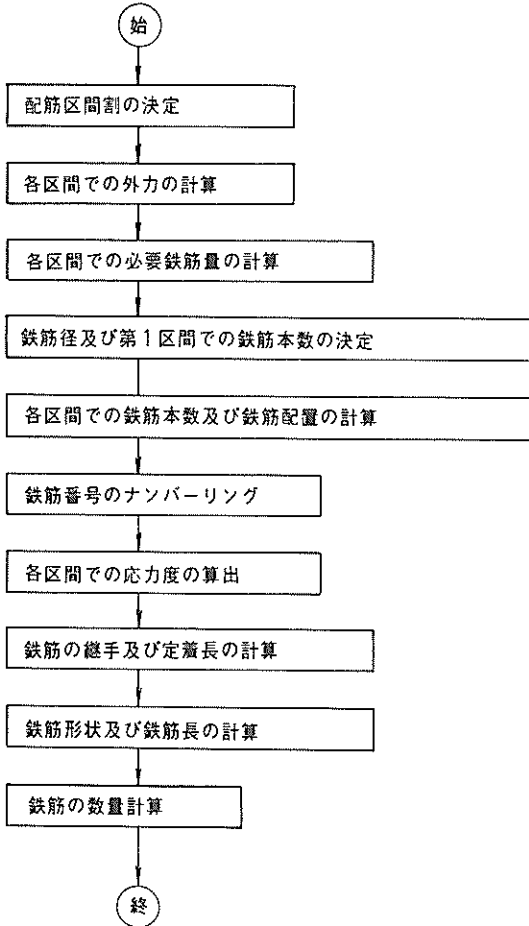 始
配筋区間割の決定
各区間での外力の計算
各区間での必要鉄筋量の計算
鉄筋径及び第1区間での鉄筋本数の決定
各区間での鉄筋本数及び鉄筋配置の計算
鉄筋番号のナンバーリング
各区間での応力度の算出
鉄筋の継手及び定着長の計算
鉄筋形状及び鉄筋長の計算
鉄筋の数量計算
終